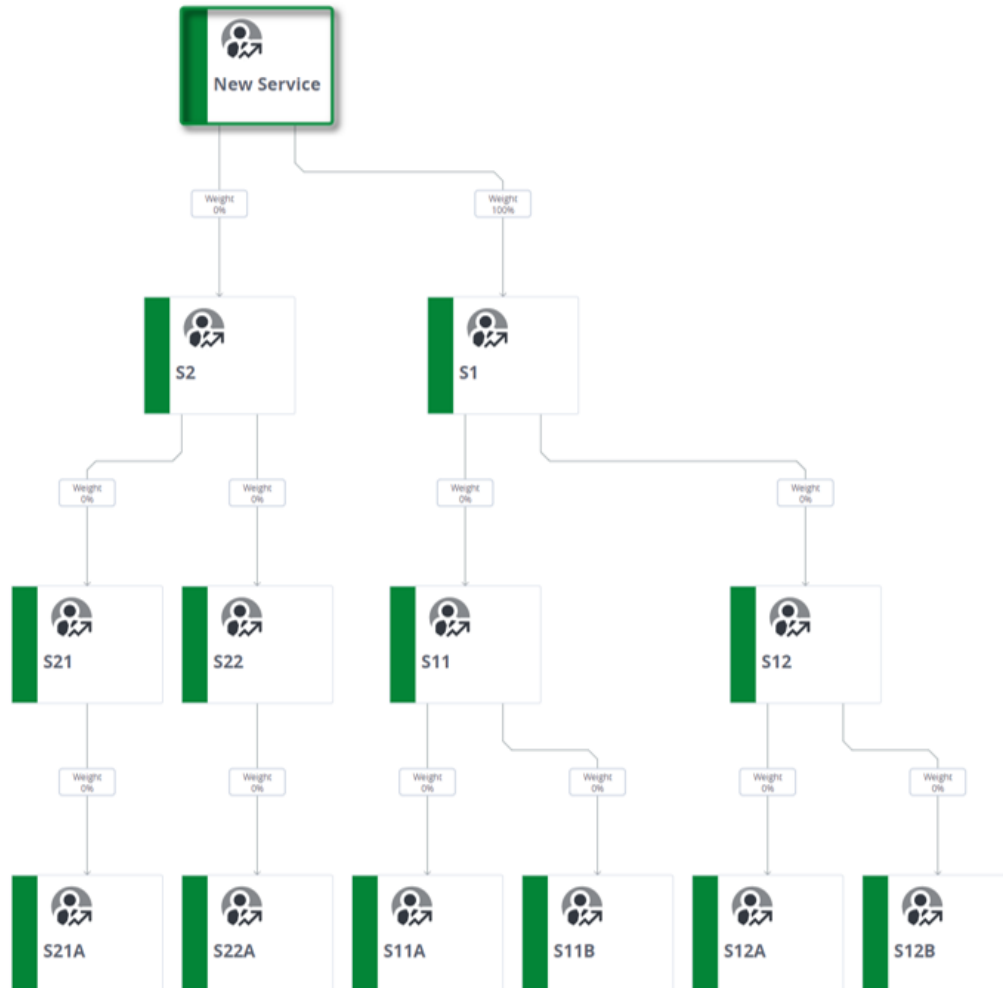 New Service
Weight
0%
Weight
100%
S2
S1
Weight
0%
Weight
0%
Weight
0%
Weight
0%
S21
S22
S11
S12
Weight
0%
Weight
0%
Weight
0%
Weight
0%
Weight
0%
Weight
0%
S21A
S22A
S11A
S11B
S12A
S12B